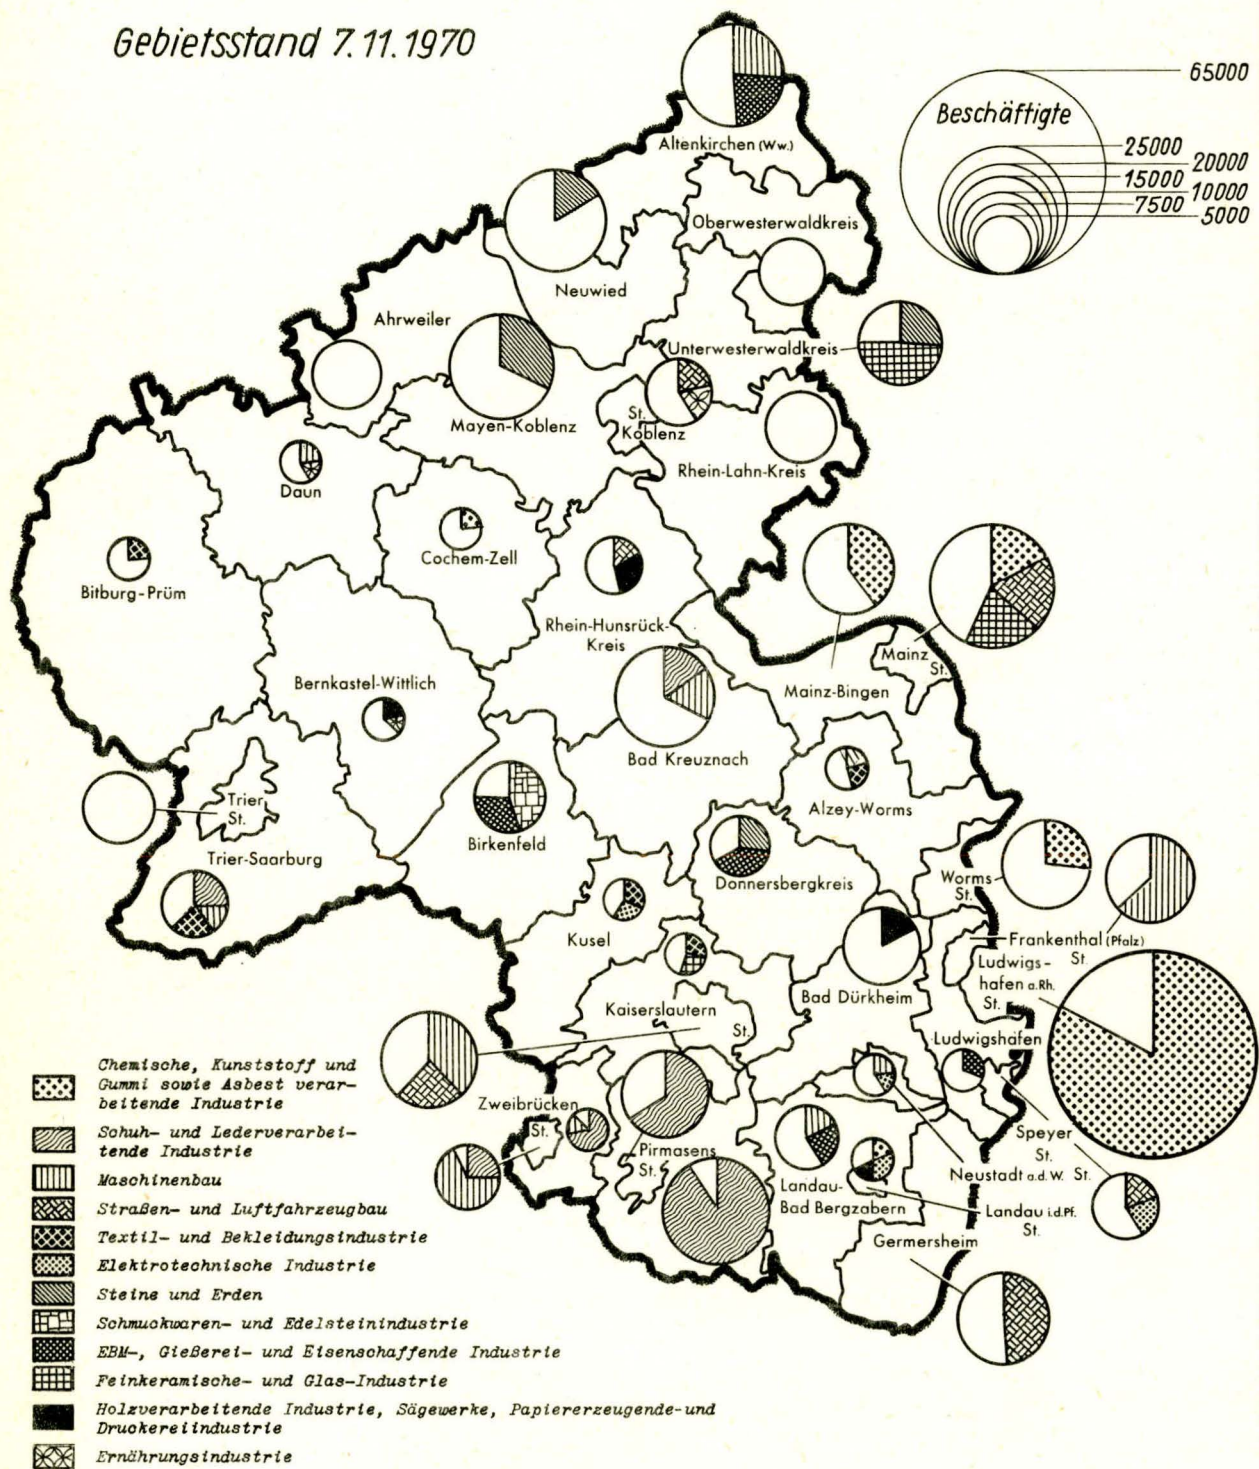 Gebietsstand 7.11.1970
65000
Beschäftigte
25000
20000
15000
10000
7500
5000
Altenkirchen (Ww.)
Oberwesterwaldkreis
Neuwied
Ahrweiler
Unterwesterwaldkreis
Mayen-Koblenz
St.
Koblenz
Rhein-Lahn-Kreis
Daun
Cochem-Zell
Bitburg-Prüm
Rhein-Hunsrück-
Kreis
Mainz
St.
Mainz-Bingen
Bernkastel-Wittlich
Bad Kreuznach
Trier
St.
Alzey-Worms
Birkenfeld
Trier-Saarburg
Donnersbergkreis
Worms
St.
Kusel
Frankenthal (Pfalz)
St.
Ludwigs-
hafen a.Rh.
St.
Bad Dürkheim
Kaiserslautern
St.
Ludwigshafen
Zweibrücken
St.
Pirmasens
St.
Speyer
St.
Neustadt a.d.W. St.
Landau-
Bad Bergzabern
Landau i.d.Pf.
St.
Germersheim
Chemische, Kunststoff und
Gummi sowie Asbest verar-
beitende Industrie
Schuh- und Lederverarbei-
tende Industrie
Maschinenbau
Straßen- und Luftfahrzeugbau
Textil- und Bekleidungsindustrie
Elektrotechnische Industrie
Steine und Erden
Schmuckwaren- und Edelsteinindustrie
EBM-, Gießerei- und Eisenschaffende Industrie
Feinkeramische- und Glas-Industrie
Holzverarbeitende Industrie, Sägewerke, Papiererzeugende-und
Druckereiindustrie
Ernährungsindustrie